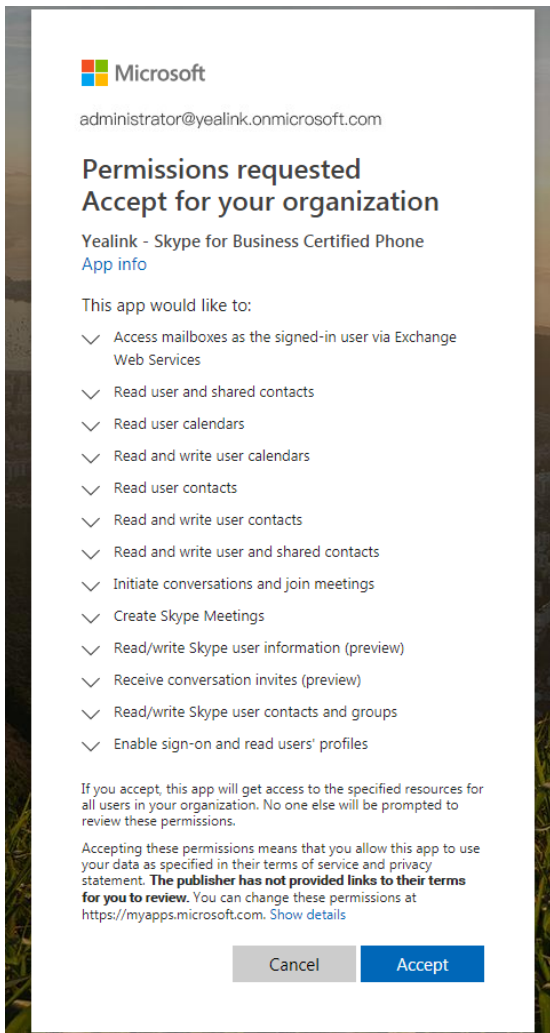 Microsoft
administrator@yealink.onmicrosoft.com
Permissions requested
Accept for your organization
Yealink - Skype for Business Certified Phone
App info
This app would like to:
Access mailboxes as the signed-in user via Exchange
Web Services
Read user and shared contacts
Read user calendars
Read and write user calendars
Read user contacts
Read and write user contacts
Read and write user and shared contacts
Initiate conversations and join meetings
Create Skype Meetings
Read/write Skype user information (preview)
Receive conversation invites (preview)
Read/write Skype user contacts and groups
Enable sign-on and read users' profiles
If you accept, this app will get access to the specified resources for
all users in your organization. No one else will be prompted to
review these permissions.
Accepting these permissions means that you allow this app to use
your data as specified in their terms of service and privacy
statement. The publisher has not provided links to their terms
for you to review. You can change these permissions at
https://myapps.microsoft.com. Show details
Cancel Accept